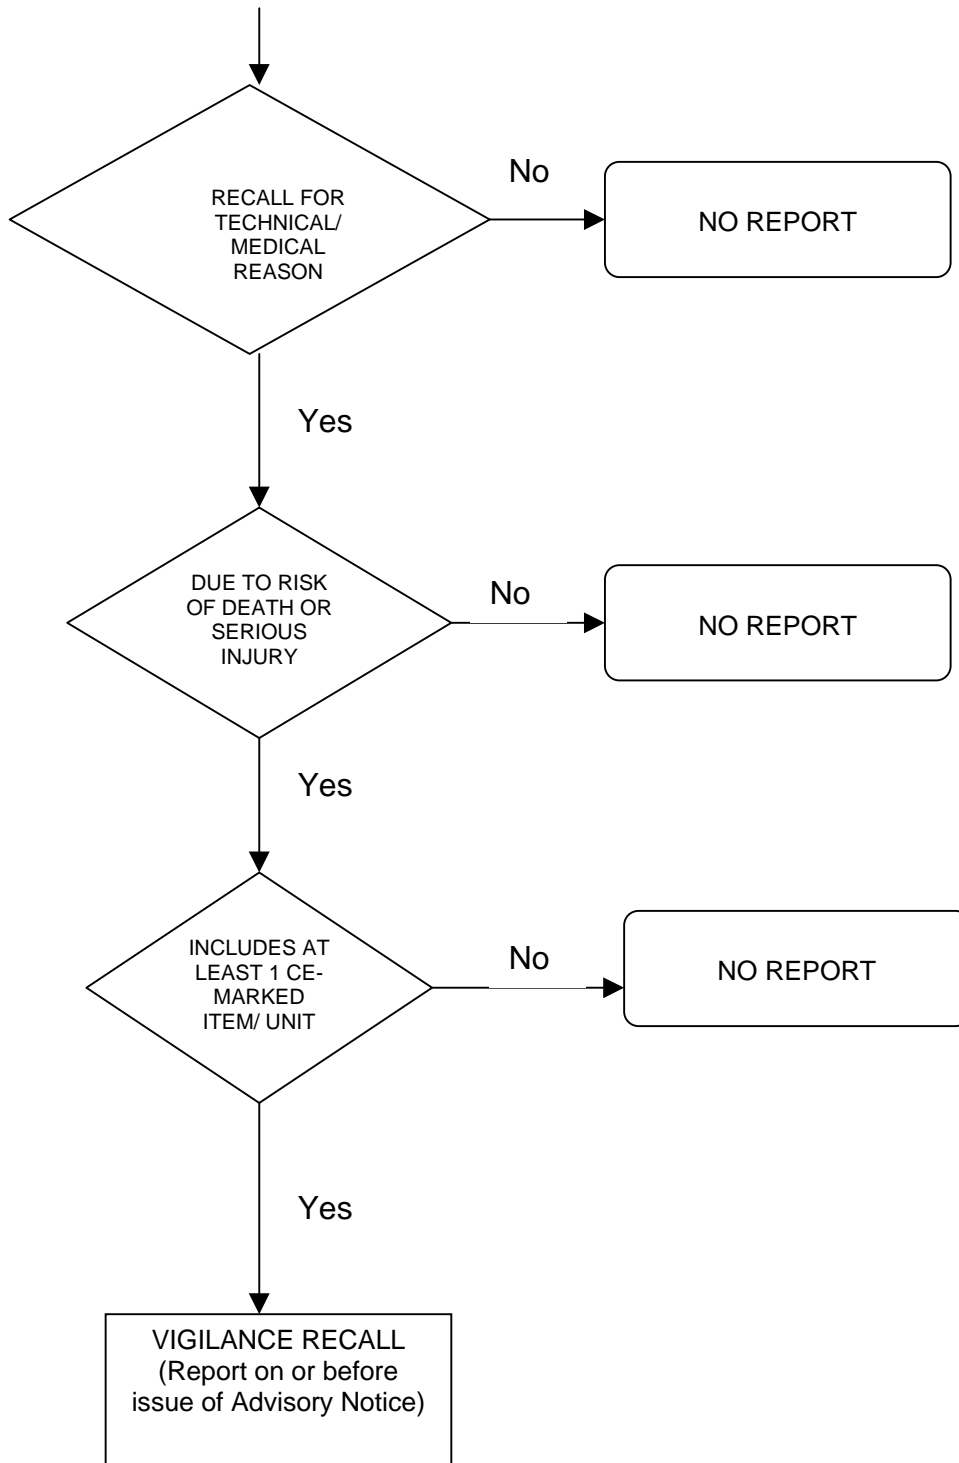 RECALL FOR
TECHNICAL/
MEDICAL
REASON
No
NO REPORT
Yes
DUE TO RISK
OF DEATH OR
SERIOUS
INJURY
No
NO REPORT
Yes
INCLUDES AT
LEAST 1 CE-
MARKED
ITEM/ UNIT
No
NO REPORT
Yes
VIGILANCE RECALL
(Report on or before
issue of Advisory Notice)